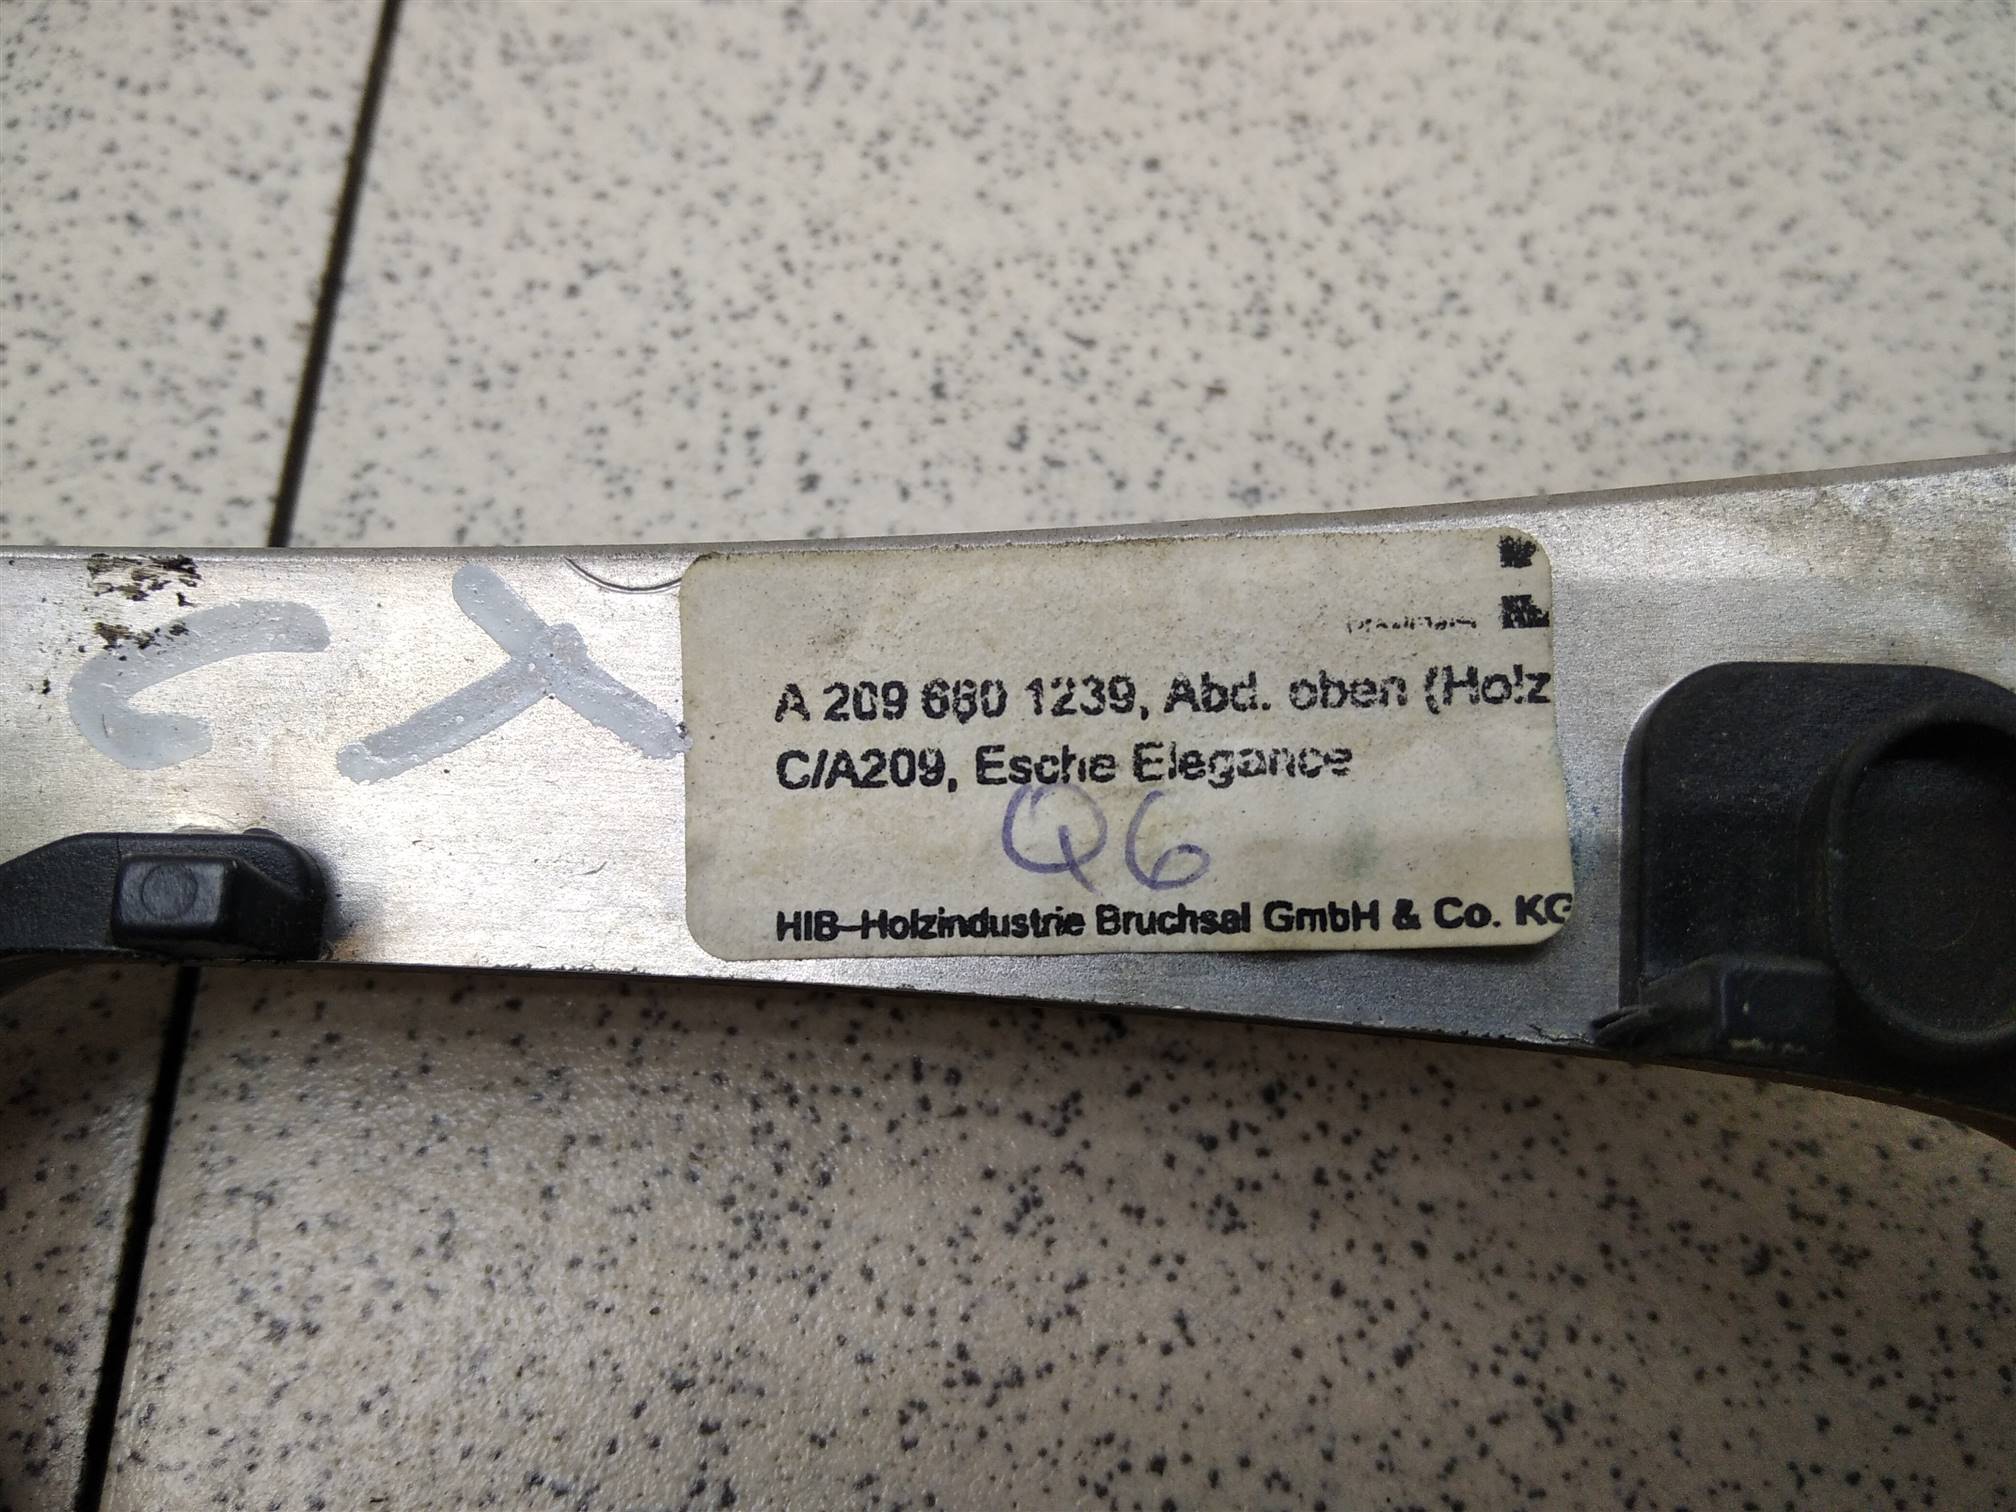 A 209 680 1239, Abd. oben (Holz
C/A209, Esche Elegance
Q6
HIB-Holzindustrie Bruchsal GmbH & Co. KG